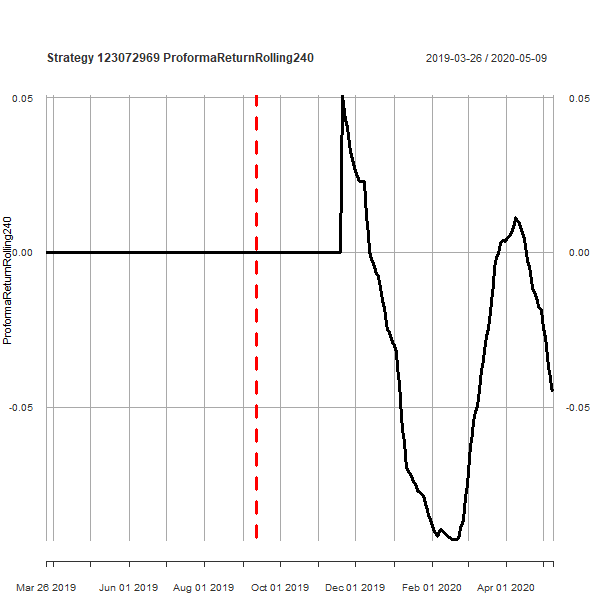 Strategy 123072969 ProformaReturnRolling240
2019-03-26 / 2020-05-09
0.05
0.05
ProformaReturnRolling240
0.00
0.00
-0.05
-0.05
Mar 26 2019
Jun 01 2019
Aug 01 2019
Oct 01 2019
Dec 01 2019
Feb 01 2020
Apr 01 2020